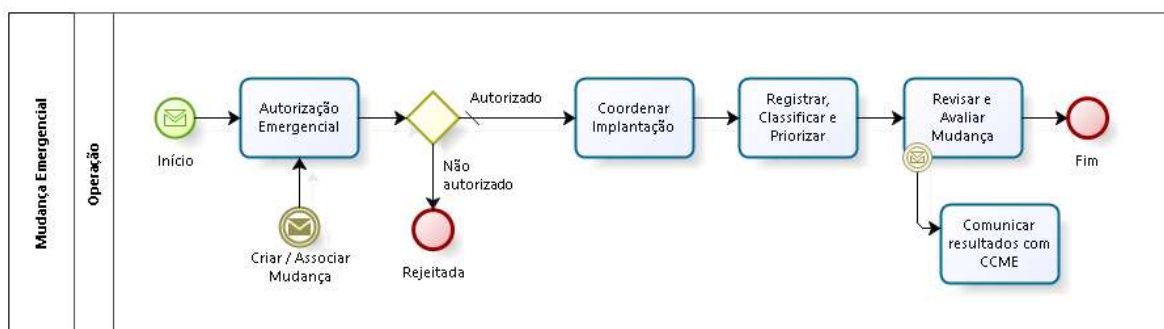 Mudança Emergencial
Operação
Início
Autorização
Emergencial
Criar / Associar
Mudança
Autorizado
Não
autorizado
Rejeitada
Coordenar
Implantação
Registrar,
Classificar e
Priorizar
Revisar e
Avaliar
Mudança
Fim
Comunicar
resultados com
CCME